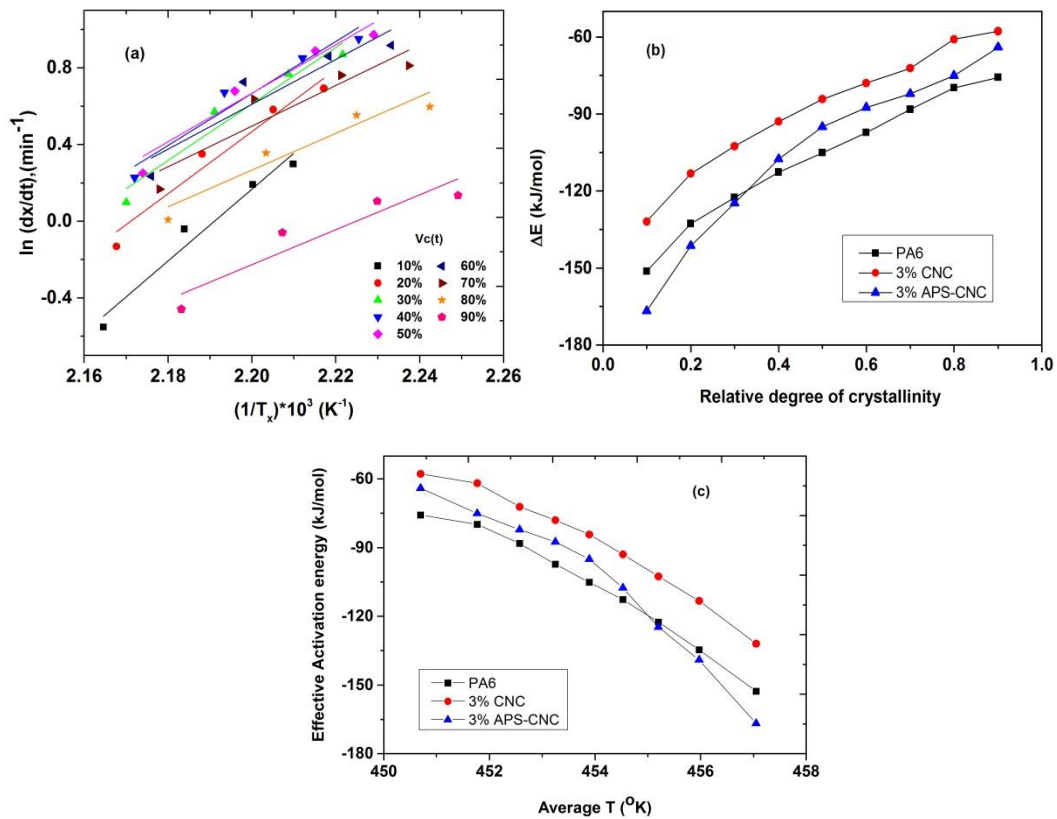 (a)
ln (dx/dt),(min⁻¹)
0.8
0.4
0.0
-0.4
Vc(t)
10% 60%
20% 70%
30% 80%
40% 90%
50%
2.16 2.18 2.20 2.22 2.24 2.26
(1/Tₓ)*10³ (K⁻¹)
(b)
ΔE (kJ/mol)
-60
-90
-120
-150
-180
PA6
3% CNC
3% APS-CNC
0.0 0.2 0.4 0.6 0.8 1.0
Relative degree of crystallinity
(c)
Effective Activation energy (kJ/mol)
-60
-90
-120
-150
-180
PA6
3% CNC
3% APS-CNC
450 452 454 456 458
Average T (⁰K)